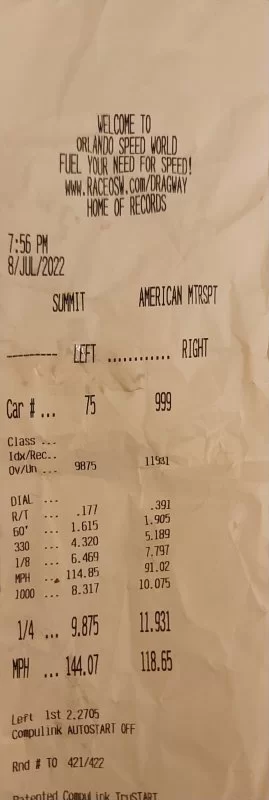 WELCOME TO
ORLANDO SPEED WORLD
FUEL YOUR NEED FOR SPEED!
WWW.RACEOSW.COM/DRAGWAY
HOME OF RECORDS
7:56 PM
8/JUL/2022
SUMMIT AMERICAN MTRSPT
--------- LEFT ............ RIGHT
Car # ... 75 999
Class ...
Idx/Rec..
Ov/Un ... 9875 11931
DIAL ...
R/T ... .177 .391
60' ... 1.615 1.905
330 ... 4.320 5.189
1/8 ... 6.469 7.797
MPH ... 114.85 91.02
1000 ... 8.317 10.075
1/4 ... 9.875 11.931
MPH ... 144.07 118.65
Left 1st 2.2705
Compulink AUTOSTART OFF
Rnd # TO 421/422
Patented CompuLink TruSTART